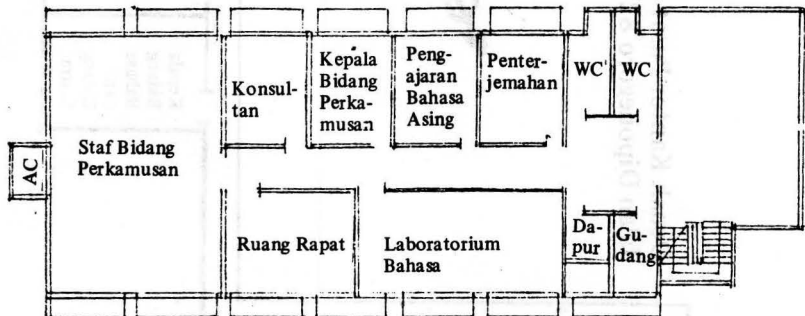 AC
Staf Bidang
Perkamusan
Konsul-
tan
Kepala
Bidang
Perka-
musan
Peng-
ajaran
Bahasa
Asing
Penter-
jemahan
WC
WC
Ruang Rapat
Laboratorium
Bahasa
Da-
pur
Gu-
dang